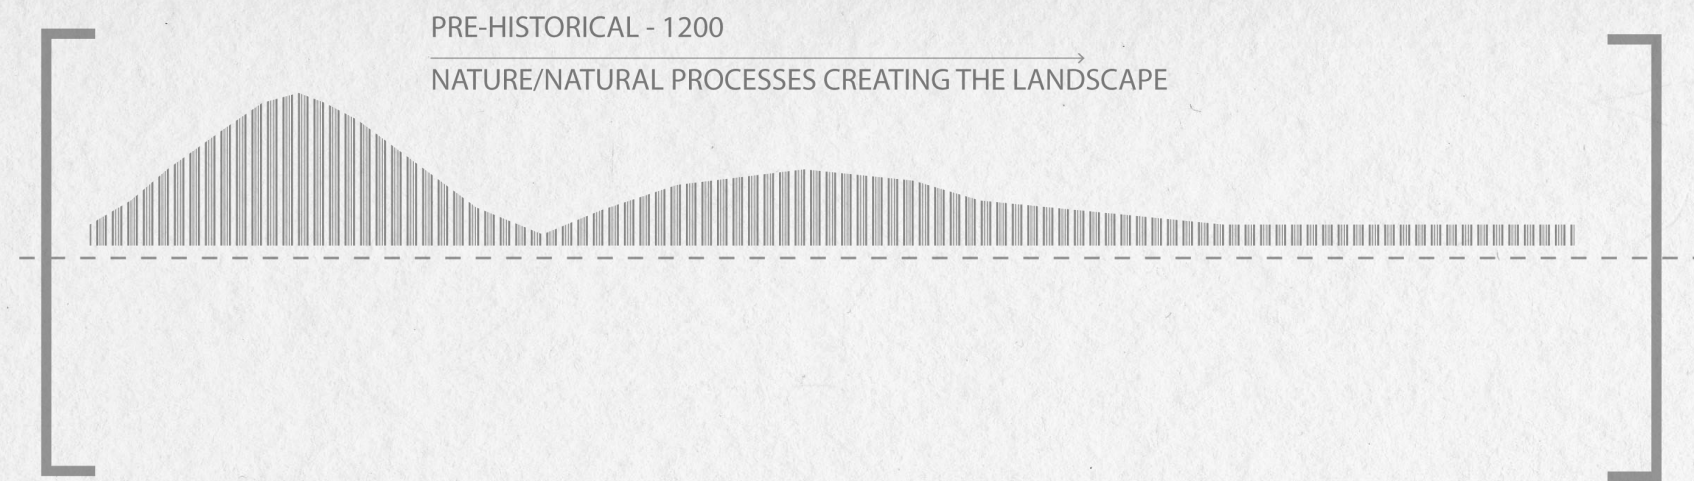 PRE-HISTORICAL - 1200
NATURE/NATURAL PROCESSES CREATING THE LANDSCAPE